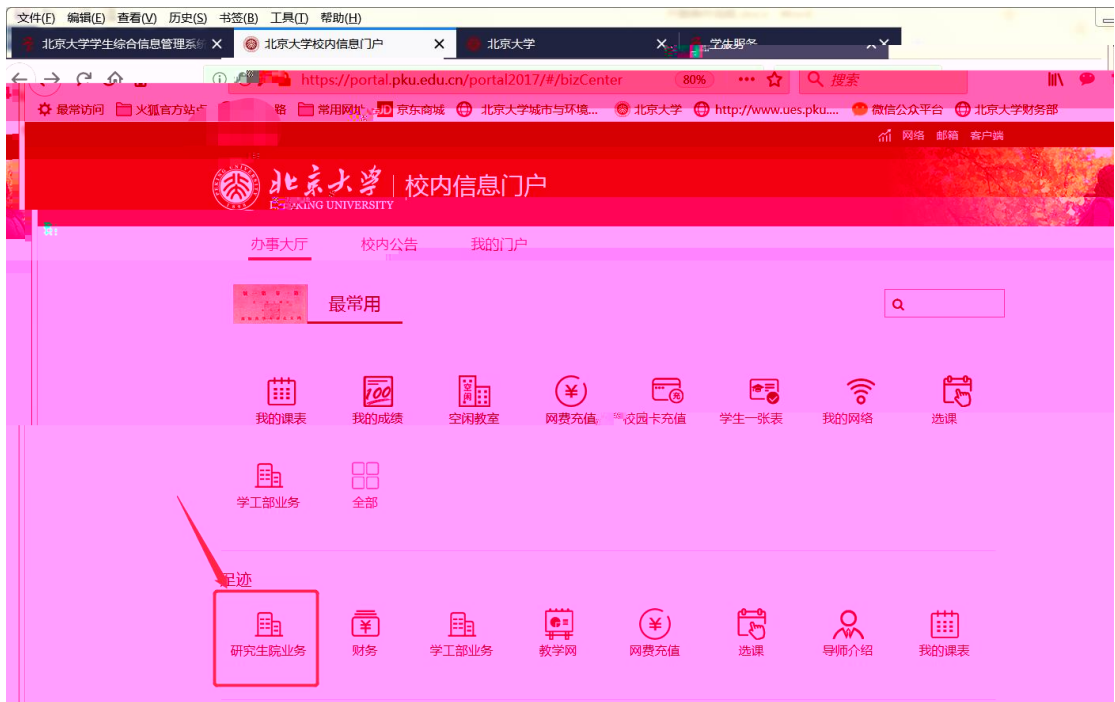 文件(F) 编辑(E) 查看(V) 历史(S) 书签(B) 工具(T) 帮助(H)
北京大学学生综合信息管理系统 × 北京大学校内信息门户 × 北京大学 ×
https://portal.pku.edu.cn/portal2017/#/bizCenter 80% 搜索
最常访问 火狐官方站点 常用网址 JD 京东商城 北京大学城市与环境... 北京大学 http://www.ues.pku.... 微信公众平台 北京大学财务部
网络 邮箱 客户端
北京大学 校内信息门户
UNIVERSITY
办事大厅 校内公告 我的门户
最常用
我的课表 我的成绩 空闲教室 网费充值 校园卡充值 学生一张表 我的网络 选课
学工部业务 全部
足迹
研究生院业务 财务 学工部业务 教学网 网费充值 选课 导师介绍 我的课表